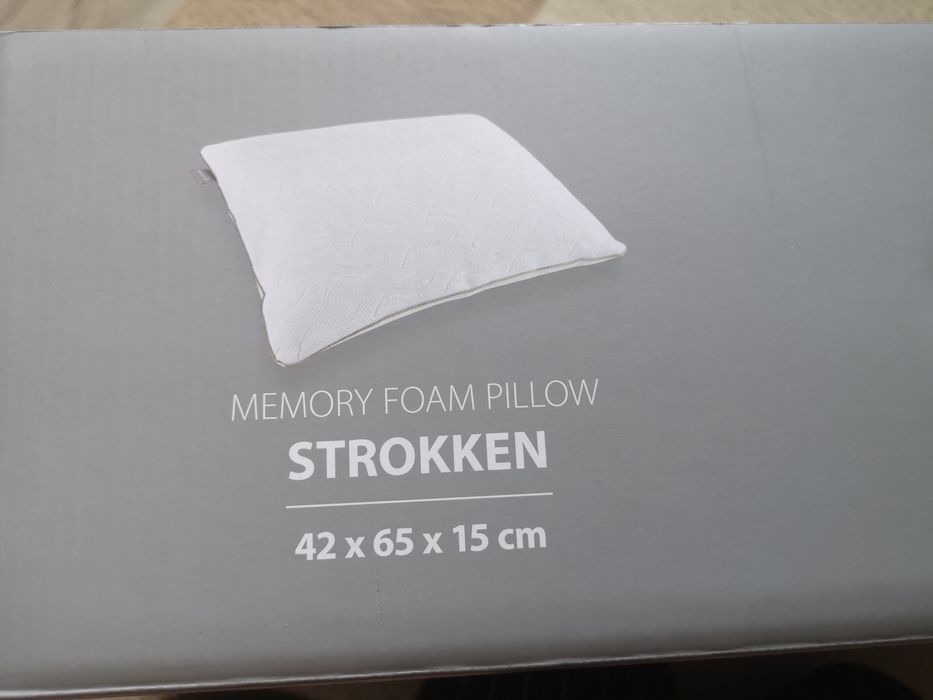 MEMORY FOAM PILLOW
STROKKEN
42 x 65 x 15 cm